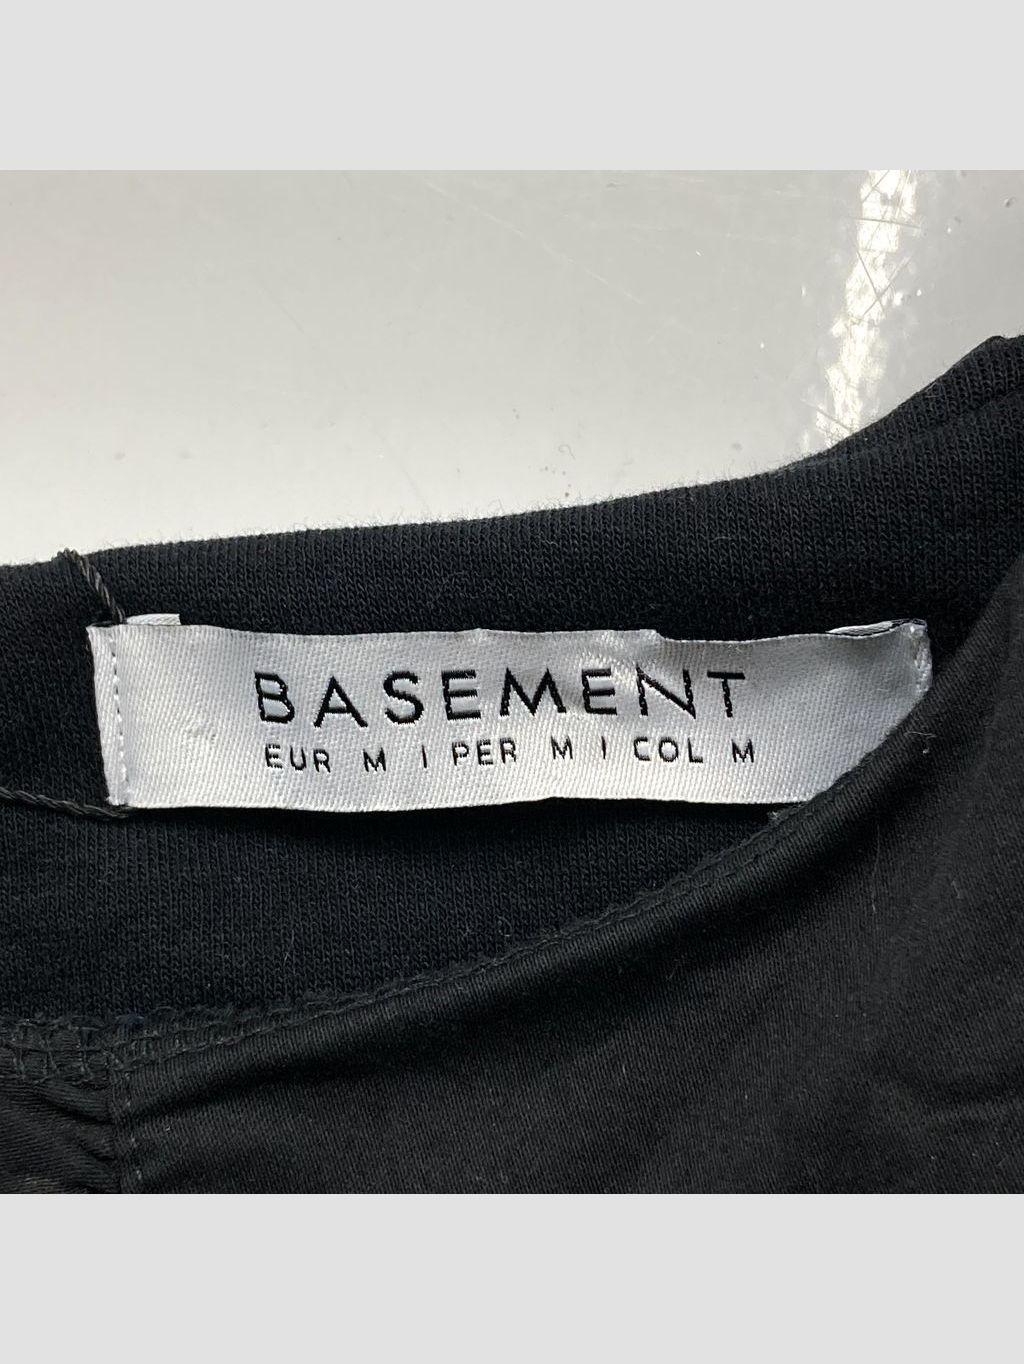 BASEMENT
EUR M | PER M | COL M